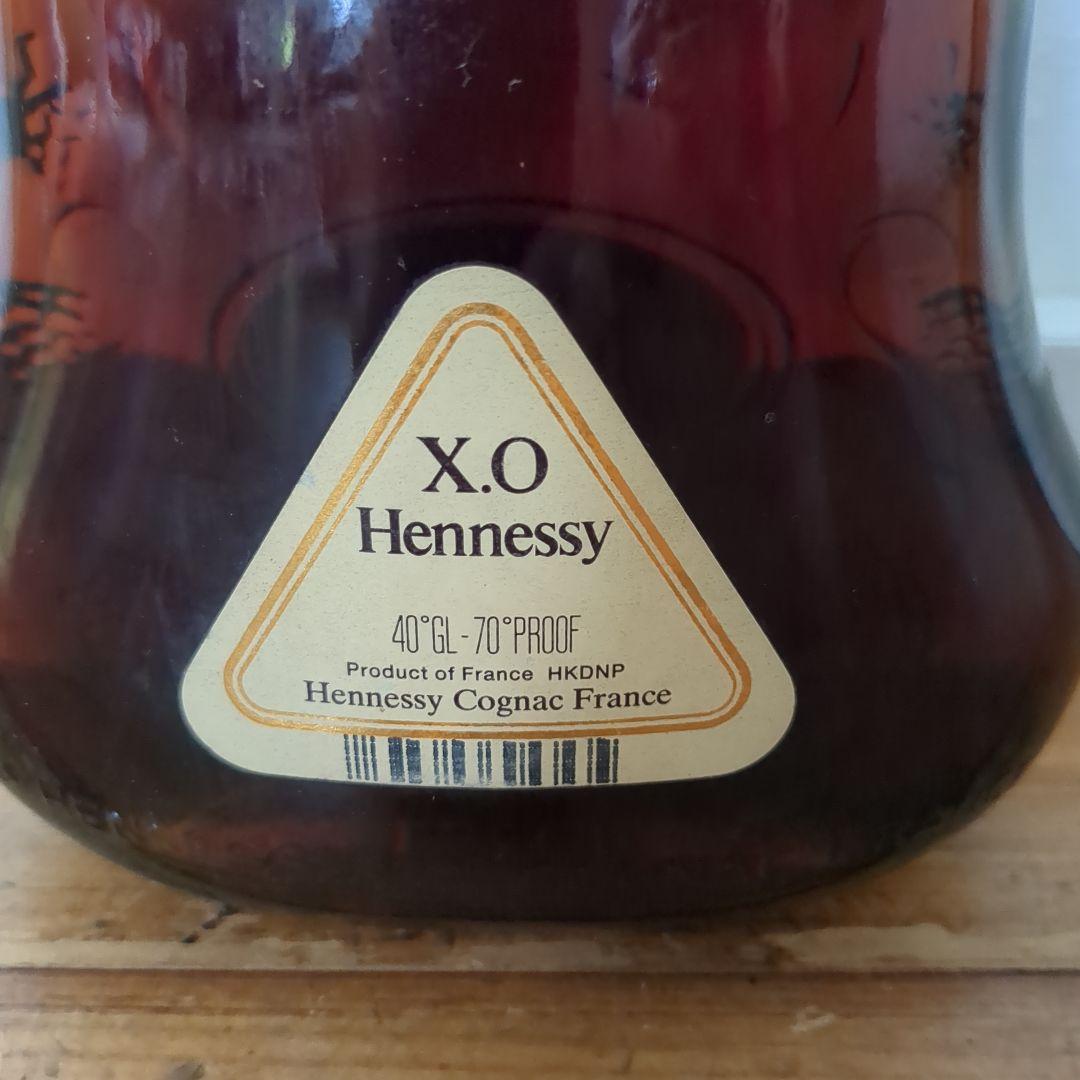 X.O
Hennessy
40°GL-70°PROOF
Product of France HKDNP
Hennessy Cognac France